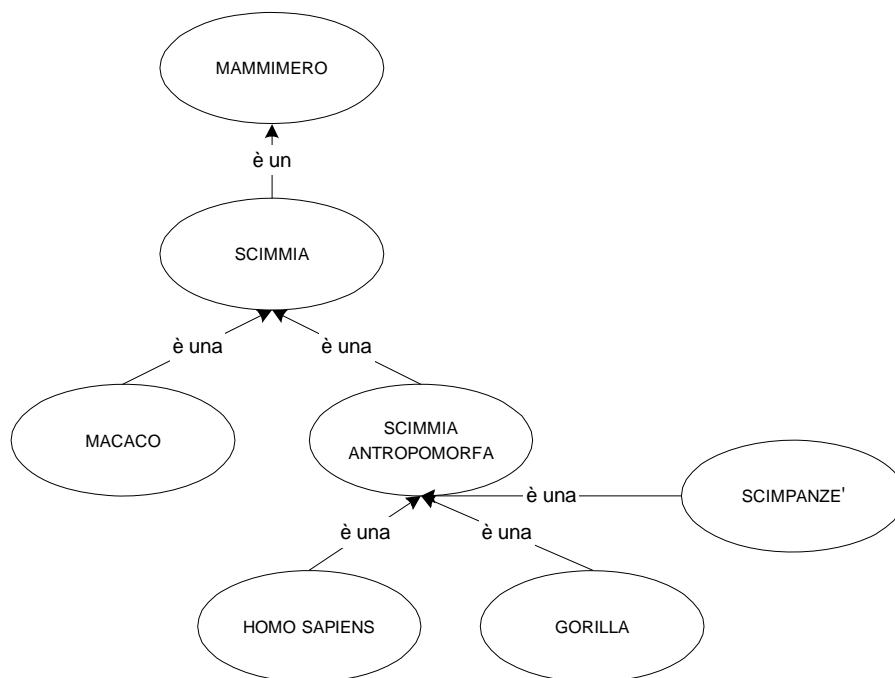 MAMMIMERO
è un
SCIMMIA
è una
è una
MACACO
SCIMMIA
ANTROPOMORFA
è una
SCIMPANZE'
è una
è una
HOMO SAPIENS
GORILLA